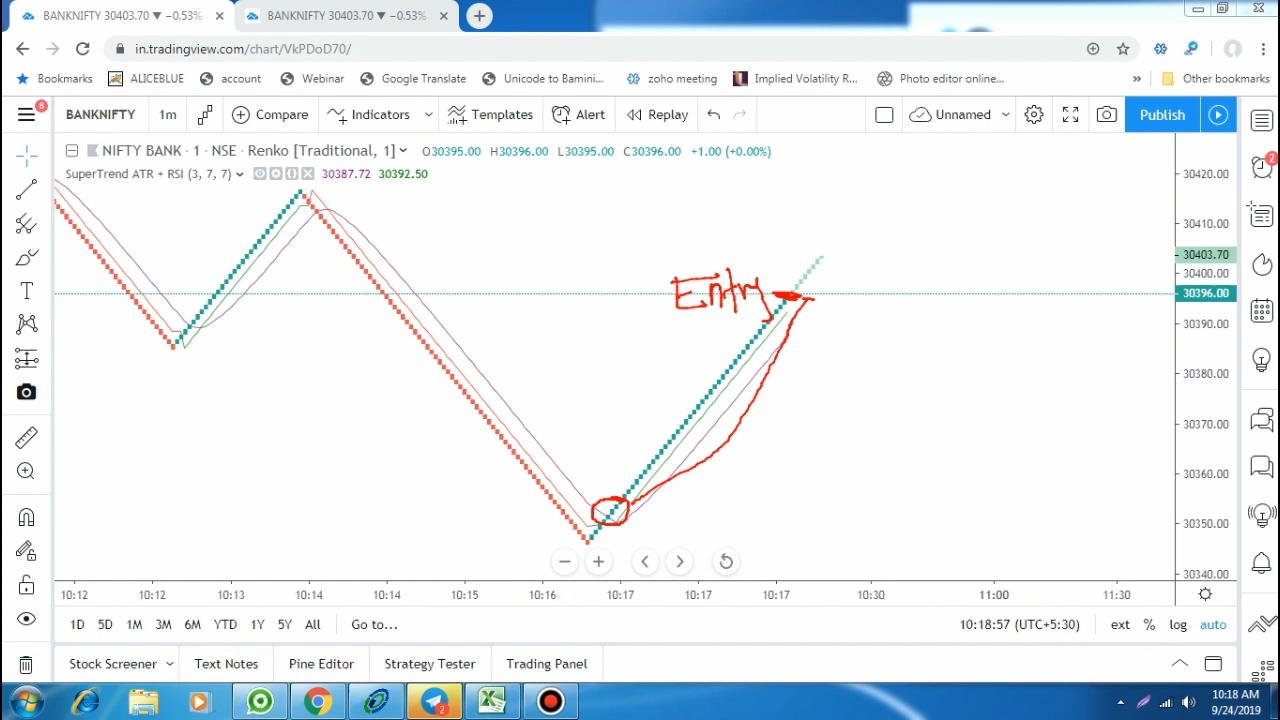 BANKNIFTY 30403.70 ▼ −0.53% ×
BANKNIFTY 30403.70 ▼ −0.53% ×
in.tradingview.com/chart/VkPDoD70/
Bookmarks ALICEBLUE account Webinar Google Translate Unicode to Bamini... zoho meeting Implied Volatility R... Photo editor online... » Other bookmarks
8 BANKNIFTY 1m Compare Indicators Templates Alert Replay Unnamed Publish
NIFTY BANK · 1 · NSE · Renko [Traditional, 1] O30395.00 H30396.00 L30395.00 C30396.00 +1.00 (+0.00%)
SuperTrend ATR + RSI (3, 7, 7) 30387.72 30392.50
2
30420.00
30410.00
30403.70
30400.00
Entry
30396.00
30390.00
30380.00
30370.00
30360.00
30350.00
30340.00
10:12 10:12 10:13 10:14 10:14 10:15 10:16 10:17 10:17 10:17 10:30 11:00 11:30
1D 5D 1M 3M 6M YTD 1Y 5Y All Go to... 10:18:57 (UTC+5:30) ext % log auto
Stock Screener Text Notes Pine Editor Strategy Tester Trading Panel
2
10:18 AM
9/24/2019